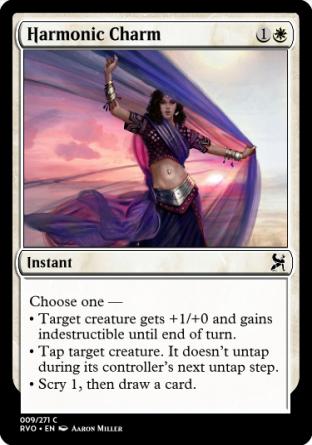 Harmonic Charm 1
Instant
Choose one —
• Target creature gets +1/+0 and gains
indestructible until end of turn.
• Tap target creature. It doesn't untap
during its controller's next untap step.
• Scry 1, then draw a card.
009/271 C
RVO • EN Aaron Miller